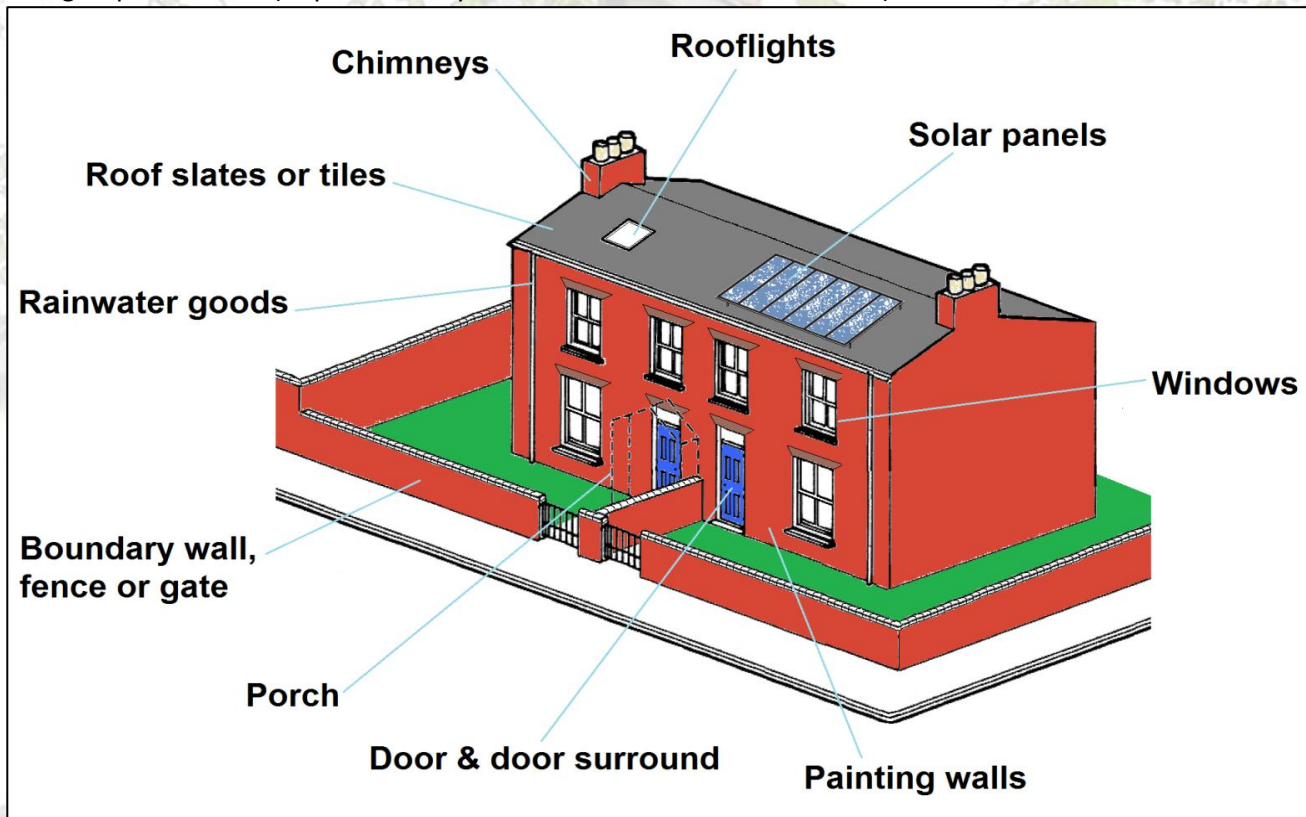 Rooflights
Chimneys
Solar panels
Roof slates or tiles
Rainwater goods
Windows
Boundary wall,
fence or gate
Porch
Door & door surround
Painting walls